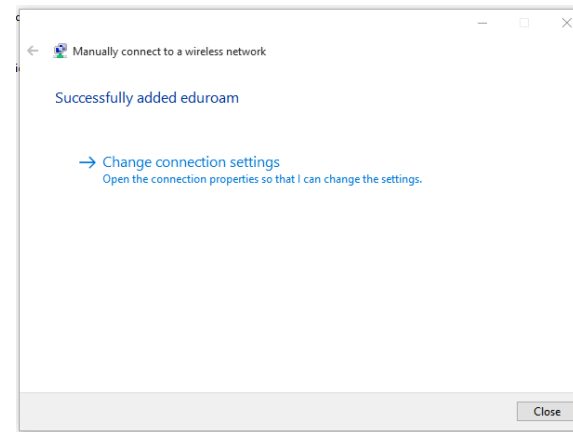 Manually connect to a wireless network
Successfully added eduroam
Change connection settings
Open the connection properties so that I can change the settings.
Close